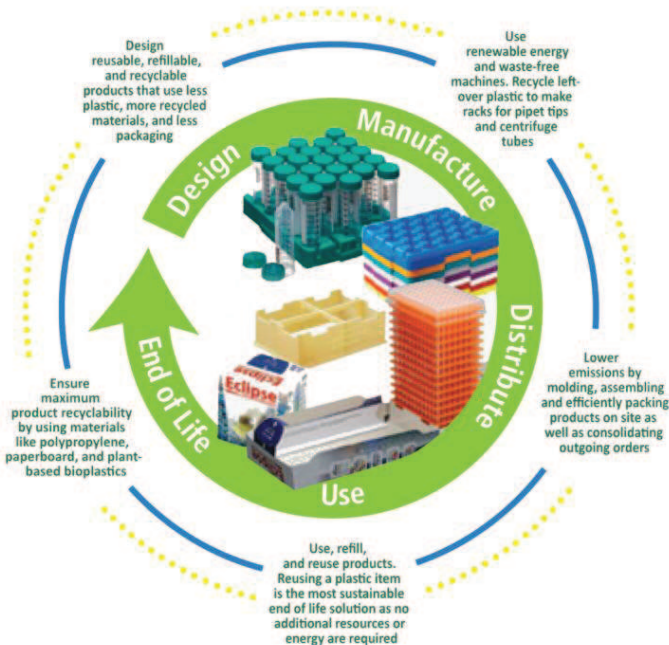 Design
reusable, refillable,
and recyclable
products that use less
plastic, more recycled
materials, and less
packaging
Use
renewable energy
and waste-free
machines. Recycle left-
over plastic to make
racks for pipet tips
and centrifuge
tubes
Design
Manufacture
Distribute
Use
End of Life
Eclipse
Lower
emissions by
molding, assembling
and efficiently packing
products on site as
well as consolidating
outgoing orders
Ensure
maximum
product recyclability
by using materials
like polypropylene,
paperboard, and plant-
based bioplastics
Use, refill,
and reuse products.
Reusing a plastic item
is the most sustainable
end of life solution as no
additional resources or
energy are required